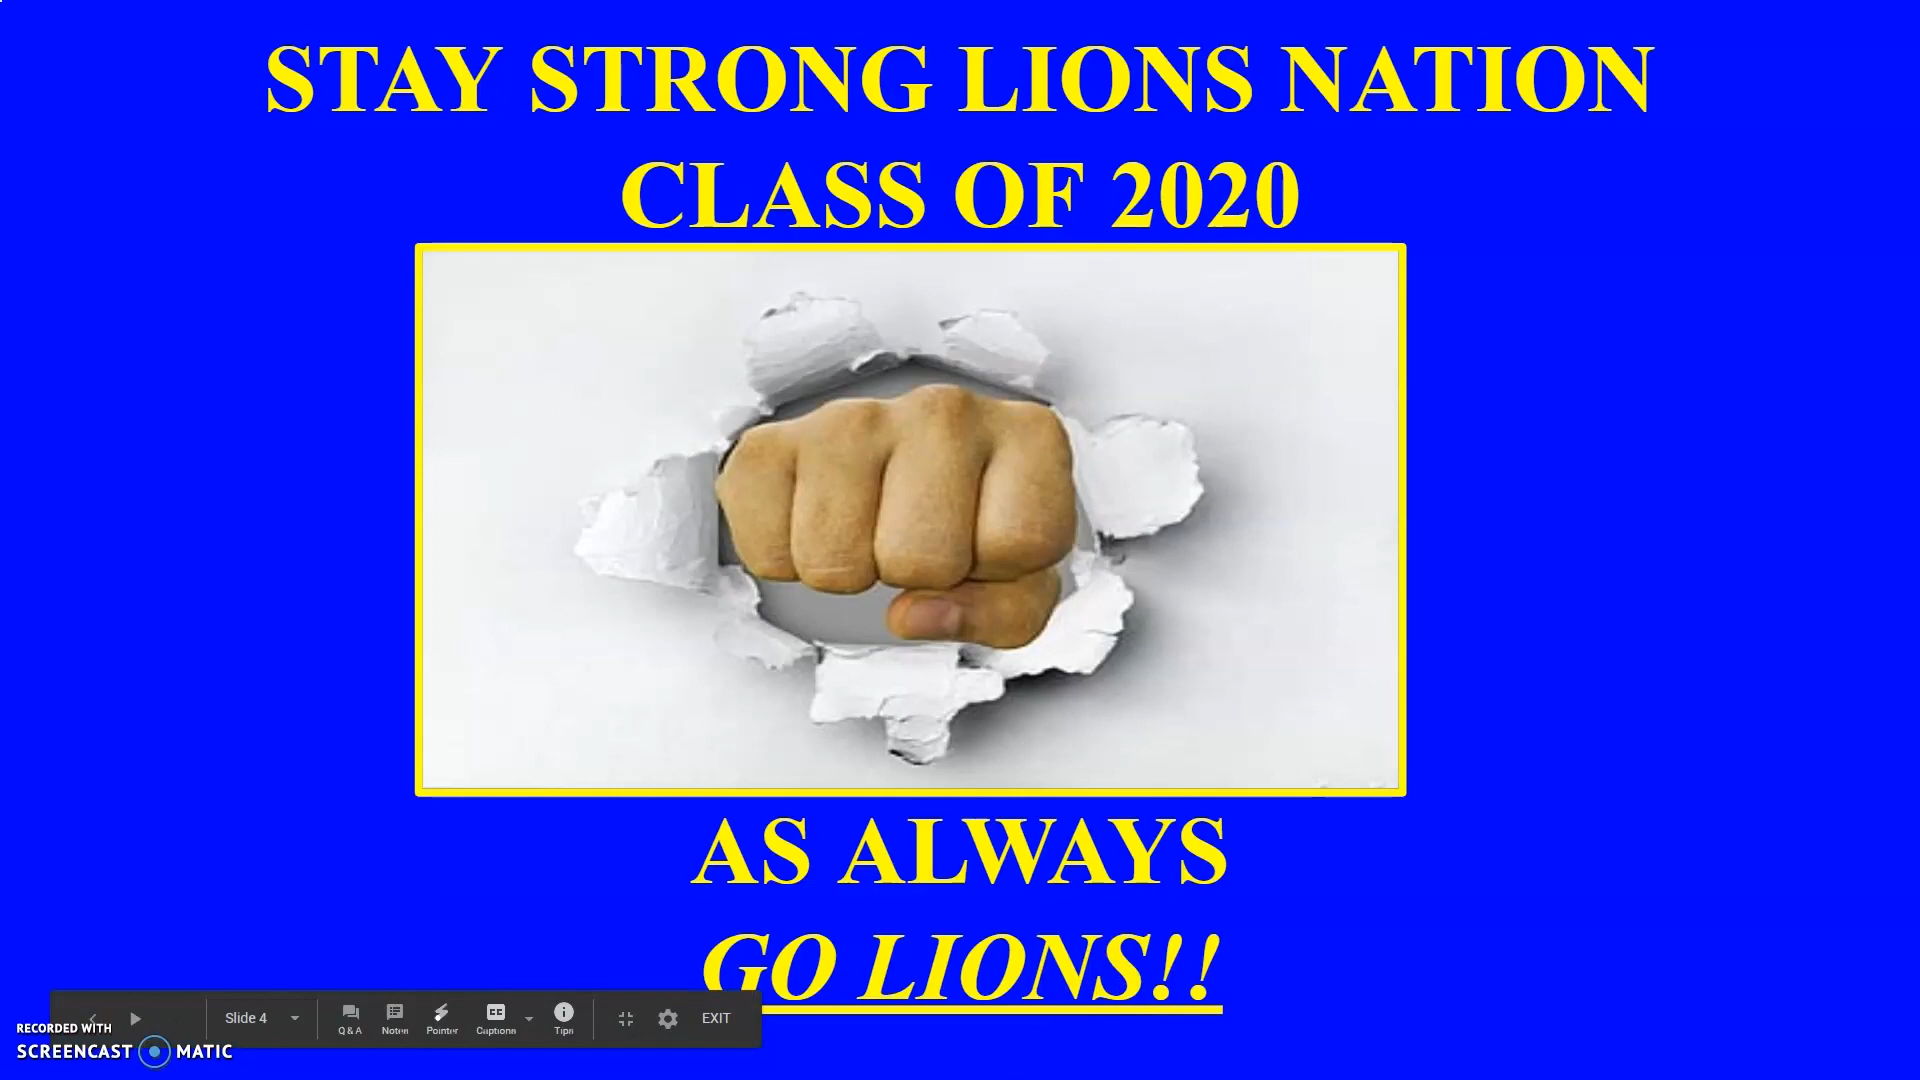 STAY STRONG LIONS NATION
CLASS OF 2020
AS ALWAYS
GO LIONS!!
Slide 4
Q & A
Notes
Pointer
Captions
Tips
EXIT
RECORDED WITH
SCREENCAST MATIC